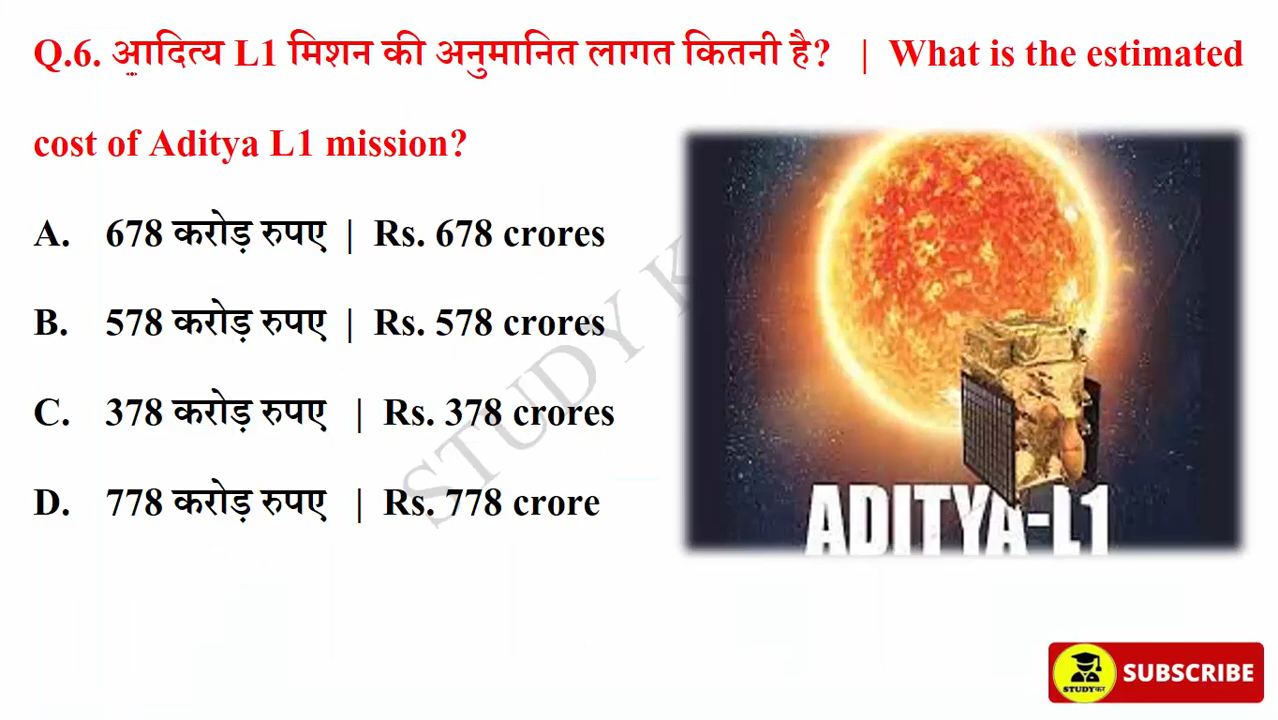 Q.6. आदित्य L1 मिशन की अनुमानित लागत कितनी है? | What is the estimated
cost of Aditya L1 mission?
A. 678 करोड़ रुपए | Rs. 678 crores
B. 578 करोड़ रुपए | Rs. 578 crores
C. 378 करोड़ रुपए | Rs. 378 crores
D. 778 करोड़ रुपए | Rs. 778 crore
STUDY K
ADITYA-L1
STUDYकर
SUBSCRIBE